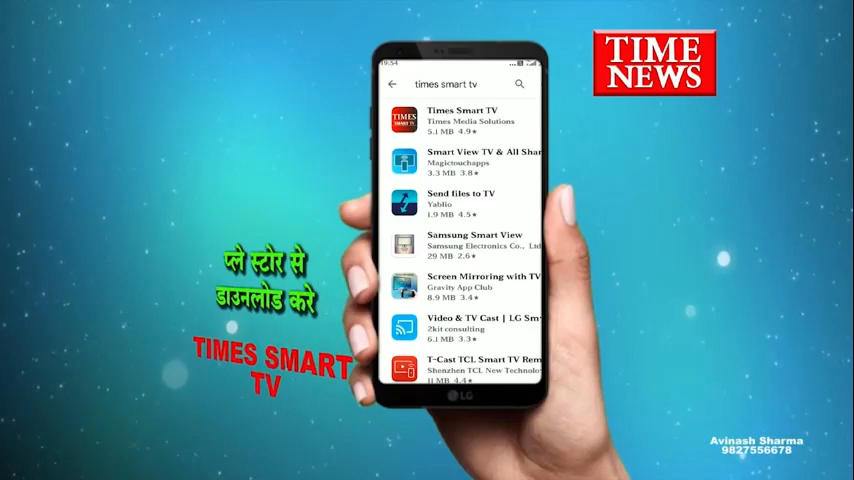 TIME
NEWS
19:54
times smart tv
TIMES
SMART TV
Times Smart TV
Times Media Solutions
5.1 MB 4.9★
Smart View TV & All Shar
Magictouchapps
3.3 MB 3.8★
Send files to TV
Yablio
1.9 MB 4.5★
Samsung Smart View
Samsung Electronics Co., Ltd
29 MB 2.6★
Screen Mirroring with TV
Gravity App Club
8.9 MB 3.4★
Video & TV Cast | LG Sm
2kit consulting
6.1 MB 3.3★
T-Cast TCL Smart TV Rem
Shenzhen TCL New Technolo
11 MB 4.4★
LG
प्ले स्टोर से
डाउनलोड करे
TIMES SMART
TV
Avinash Sharma
9827556678